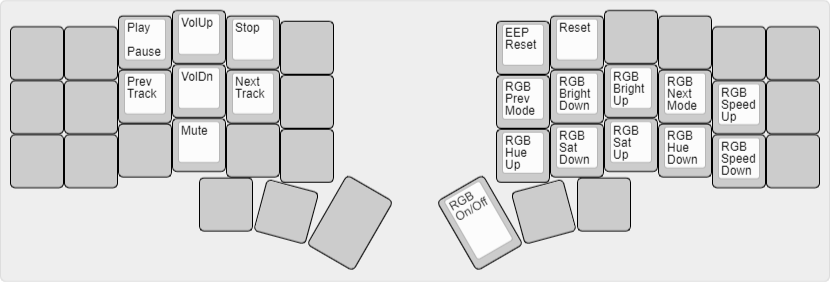 Play
Pause
VolUp
Stop
Prev
Track
VolDn
Next
Track
Mute
EEP
Reset
Reset
RGB
Prev
Mode
RGB
Bright
Down
RGB
Bright
Up
RGB
Next
Mode
RGB
Speed
Up
RGB
Hue
Up
RGB
Sat
Down
RGB
Sat
Up
RGB
Hue
Down
RGB
Speed
Down
RGB
On/Off